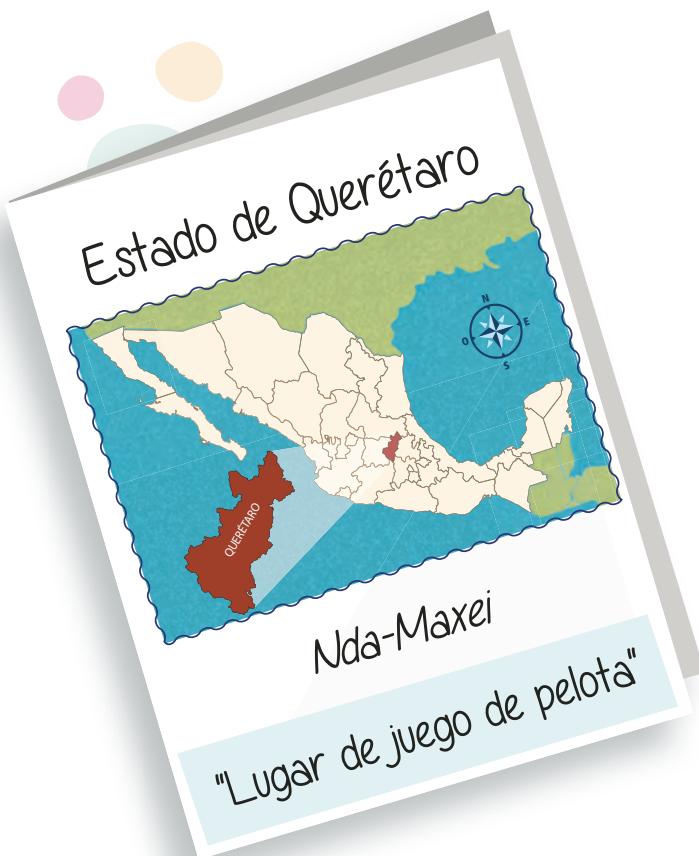 Estado de Querétaro
N
E
O
S
QUERÉTARO
Nda-Maxei
"Lugar de juego de pelota"